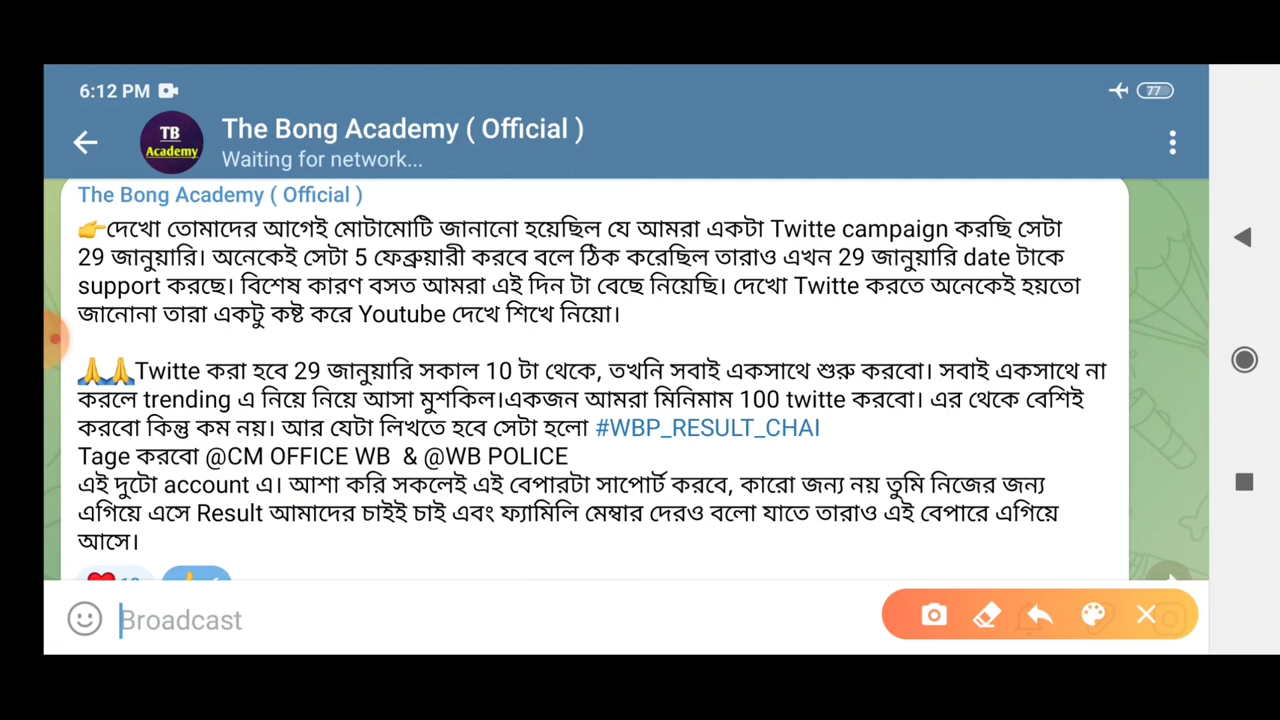 6:12 PM
77
TB
Academy
The Bong Academy ( Official )
Waiting for network...
The Bong Academy ( Official )
👉দেখো তোমাদের আগেই মোটামোটি জানানো হয়েছিল যে আমরা একটা Twitte campaign করছি সেটা
29 জানুয়ারি। অনেকেই সেটা 5 ফেব্রুয়ারী করবে বলে ঠিক করেছিল তারাও এখন 29 জানুয়ারি date টাকে
support করছে। বিশেষ কারণ বসত আমরা এই দিন টা বেছে নিয়েছি। দেখো Twitte করতে অনেকেই হয়তো
জানোনা তারা একটু কষ্ট করে Youtube দেখে শিখে নিয়ো।
🙏🙏Twitte করা হবে 29 জানুয়ারি সকাল 10 টা থেকে, তখনি সবাই একসাথে শুরু করবো। সবাই একসাথে না
করলে trending এ নিয়ে নিয়ে আসা মুশকিল।একজন আমরা মিনিমাম 100 twitte করবো। এর থেকে বেশিই
করবো কিন্তু কম নয়। আর যেটা লিখতে হবে সেটা হলো #WBP_RESULT_CHAI
Tage করবো @CM OFFICE WB & @WB POLICE
এই দুটো account এ। আশা করি সকলেই এই বেপারটা সাপোর্ট করবে, কারো জন্য নয় তুমি নিজের জন্য
এগিয়ে এসে Result আমাদের চাইই চাই এবং ফ্যামিলি মেম্বার দেরও বলো যাতে তারাও এই বেপারে এগিয়ে
আসে।
Broadcast